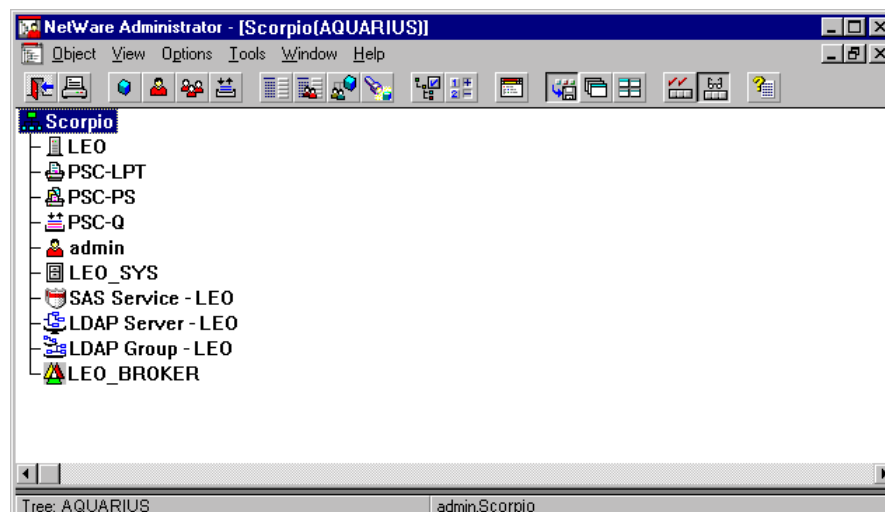 NetWare Administrator - [Scorpio(AQUARIUS)]
Object View Options Tools Window Help
Scorpio
LEO
PSC-LPT
PSC-PS
PSC-Q
admin
LEO_SYS
SAS Service - LEO
LDAP Server - LEO
LDAP Group - LEO
LEO_BROKER
Tree: AQUARIUS admin.Scorpio